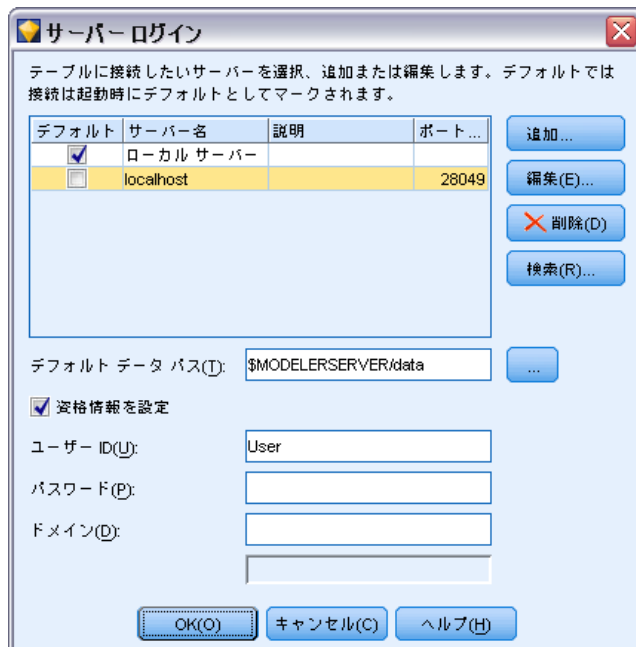 サーバー ログイン
テーブルに接続したいサーバーを選択、追加または編集します。デフォルトでは
接続は起動時にデフォルトとしてマークされます。
デフォルト サーバー名 説明 ポート...
ローカル サーバー
localhost 28049
追加...
編集(E)...
削除(D)
検索(R)...
デフォルト データ パス(T): $MODELERSERVER/data ...
資格情報を設定
ユーザー ID(U): User
パスワード(P):
ドメイン(D):
OK(O) キャンセル(C) ヘルプ(H)